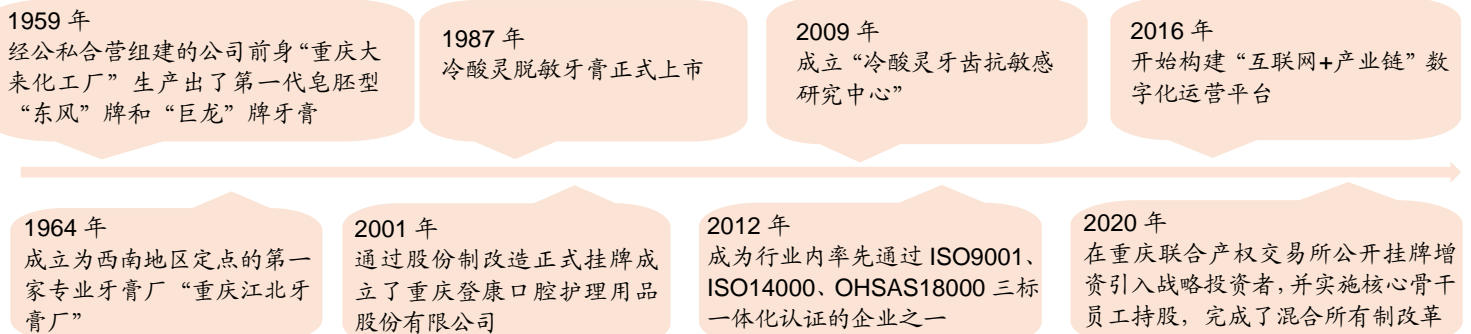 1959 年
经公私合营组建的公司前身“重庆大
来化工厂”生产出了第一代皂胚型
“东风”牌和“巨龙”牌牙膏
1987 年
冷酸灵脱敏牙膏正式上市
2009 年
成立“冷酸灵牙齿抗敏感
研究中心”
2016 年
开始构建“互联网+产业链”数
字化运营平台
1964 年
成立为西南地区定点的第一
家专业牙膏厂“重庆江北牙
膏厂”
2001 年
通过股份制改造正式挂牌成
立了重庆登康口腔护理用品
股份有限公司
2012 年
成为行业内率先通过 ISO9001、
ISO14000、OHSAS18000 三标
一体化认证的企业之一
2020 年
在重庆联合产权交易所公开挂牌增
资引入战略投资者,并实施核心骨干
员工持股，完成了混合所有制改革